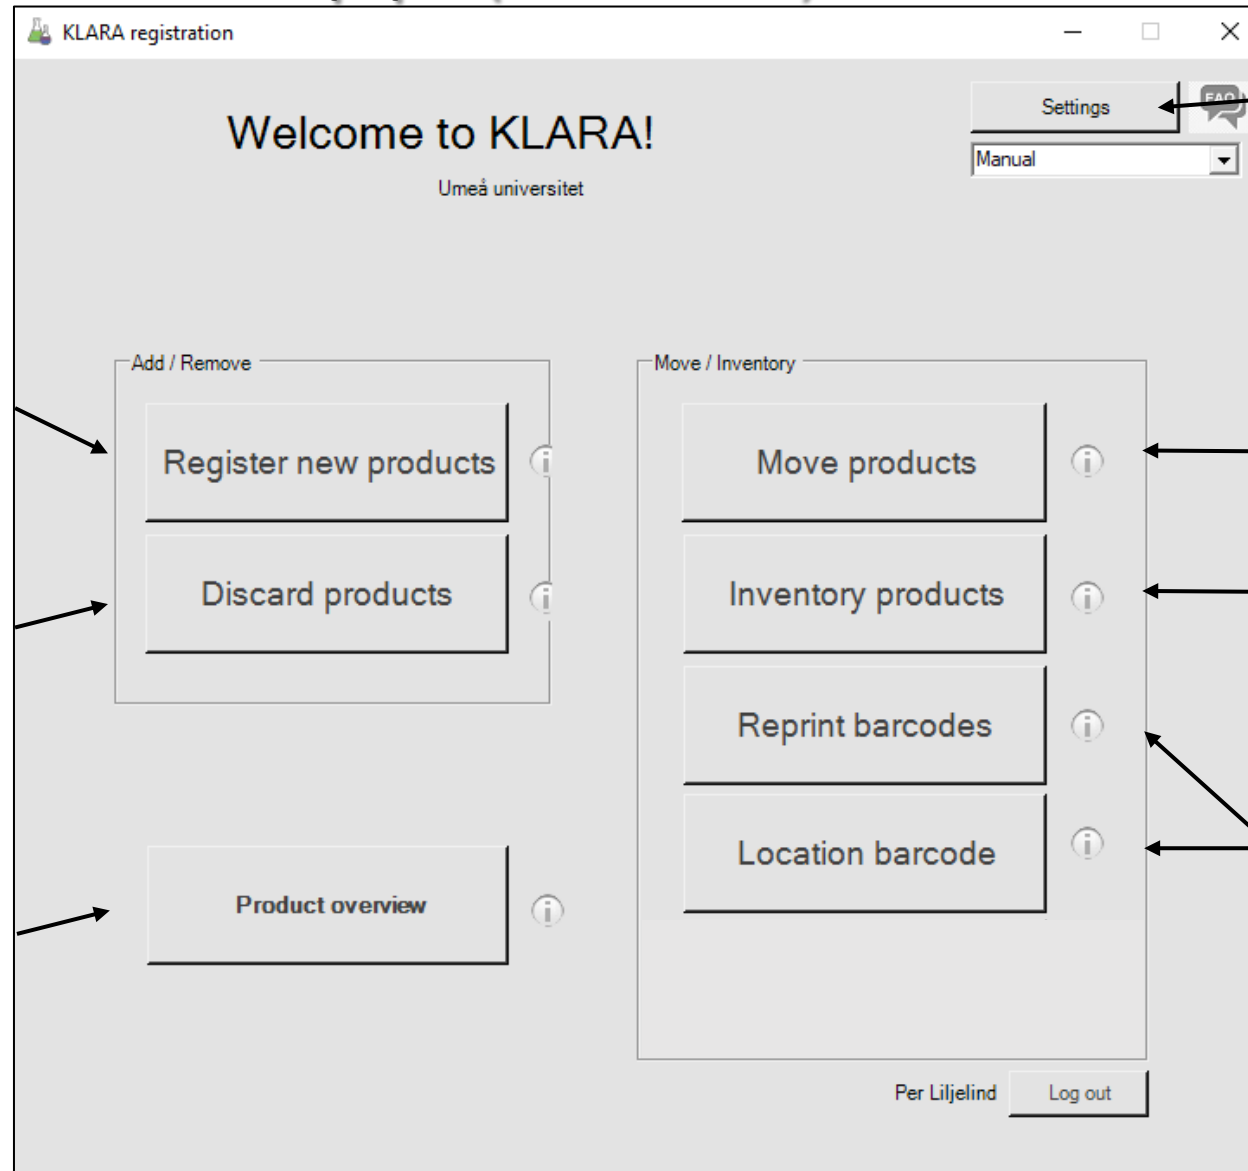 KLARA registration
Settings
FAQ
Welcome to KLARA!
Manual
Umeå universitet
Add / Remove
Register new products
Discard products
Product overview
Move / Inventory
Move products
Inventory products
Reprint barcodes
Location barcode
Per Liljelind
Log out